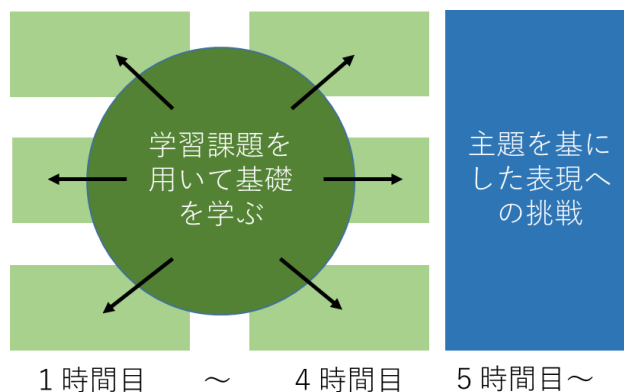 学習課題を
用いて基礎
を学ぶ
主題を基に
した表現へ
の挑戦
1時間目 ～ 4時間目 5時間目～